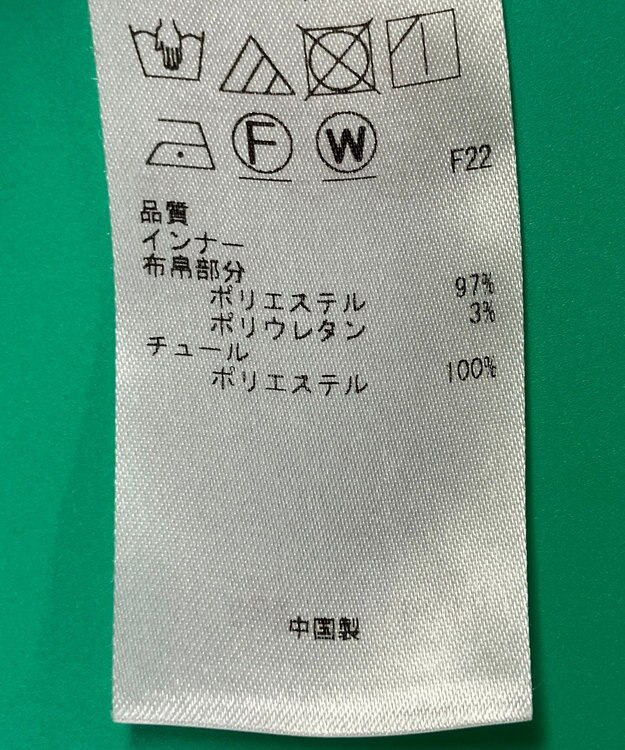 F W
F22
品質
インナー
布帛部分
ポリエステル 97%
ポリウレタン 3%
チュール
ポリエステル 100%
中国製